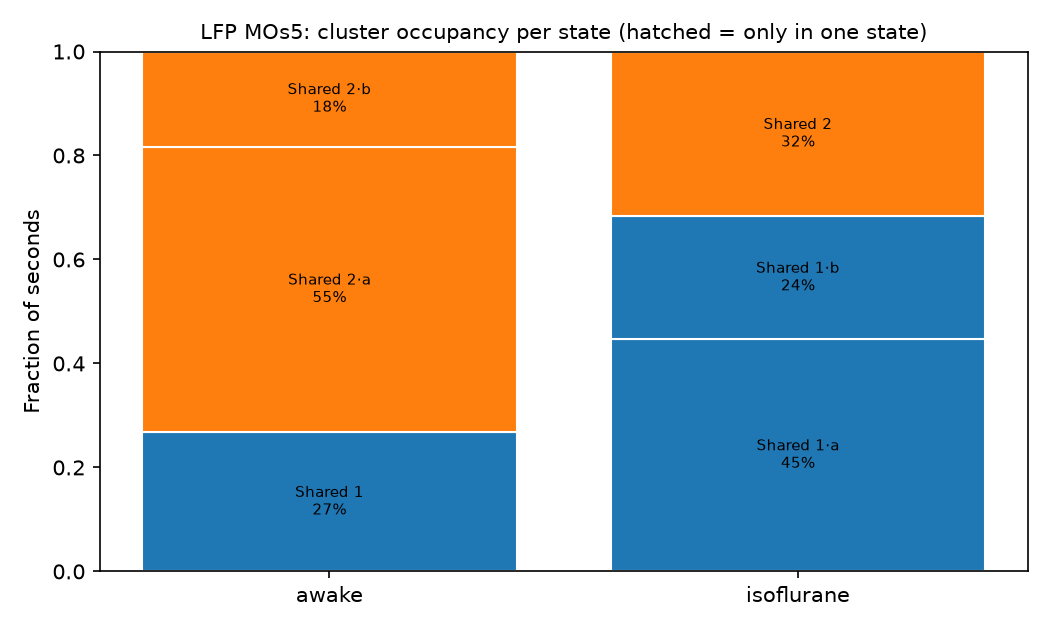 LFP MOs5: cluster occupancy per state (hatched = only in one state)
Fraction of seconds
1.0
0.8
0.6
0.4
0.2
0.0
Shared 2·b
18%
Shared 2·a
55%
Shared 1
27%
Shared 2
32%
Shared 1·b
24%
Shared 1·a
45%
awake
isoflurane